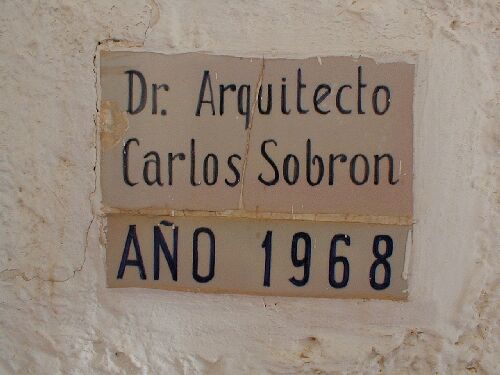 Dr. Arquitecto
Carlos Sobron
AÑO 1968